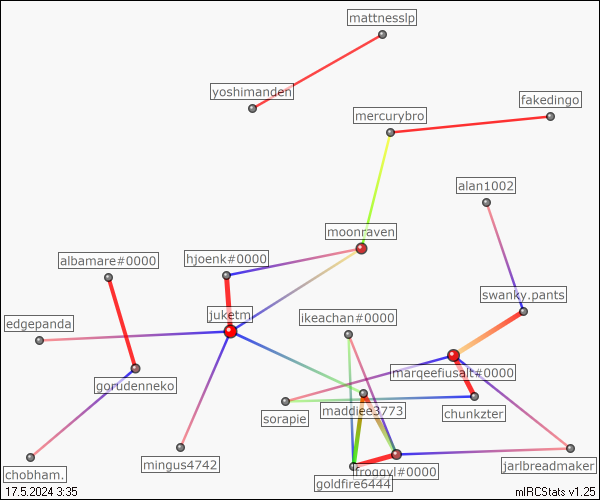 mattnesslp
yoshimanden
fakedingo
mercurybro
alan1002
moonraven
albamare#0000
hjoenk#0000
swanky.pants
edgepanda
juketm
ikeachan#0000
marqeefiusalt#0000
gorudenneko
sorapie
maddiee3773
chunkzter
chobham.
mingus4742
froggyl#0000
jarlbreadmaker
goldfire6444
17.5.2024 3:35
mIRCStats v1.25